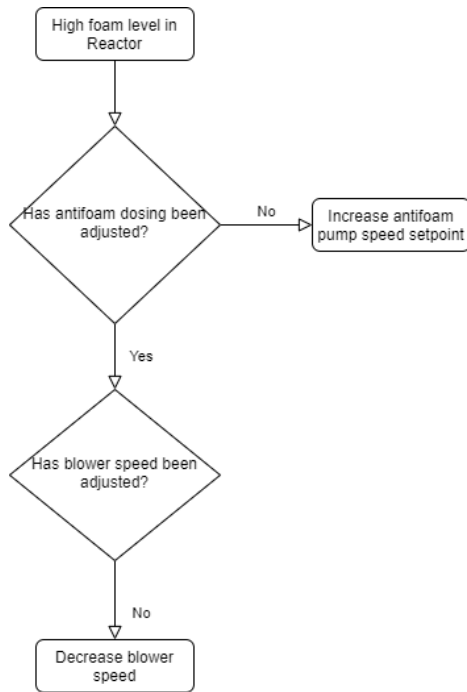 High foam level in
Reactor
Has antifoam dosing been
adjusted?
No
Increase antifoam
pump speed setpoint
Yes
Has blower speed been
adjusted?
No
Decrease blower
speed